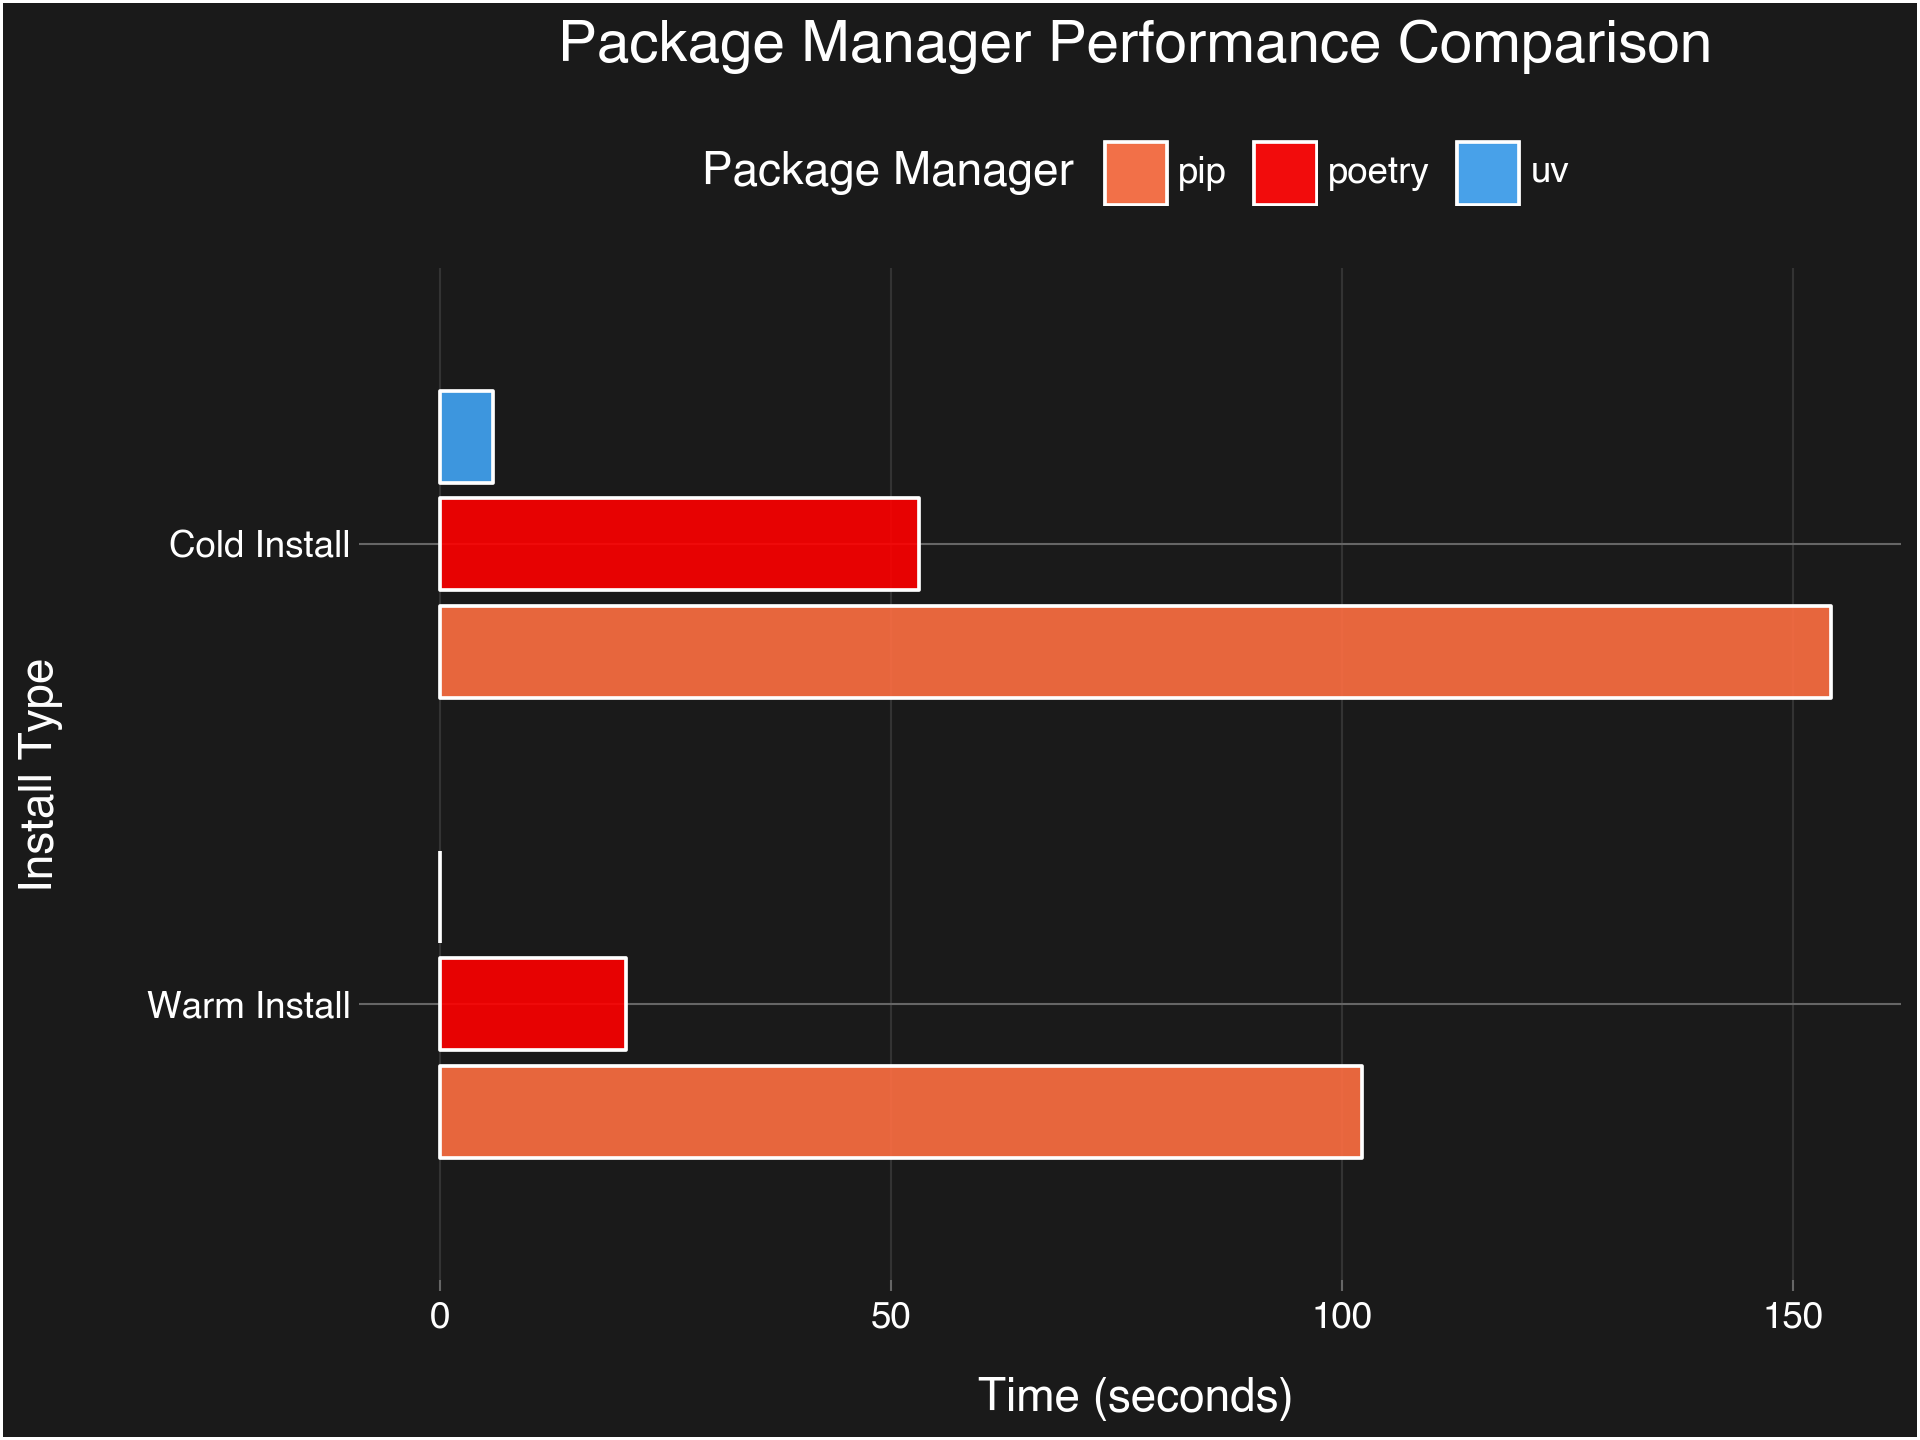 Package Manager Performance Comparison
Package Manager pip poetry uv
Install Type
Cold Install
Warm Install
0 50 100 150
Time (seconds)